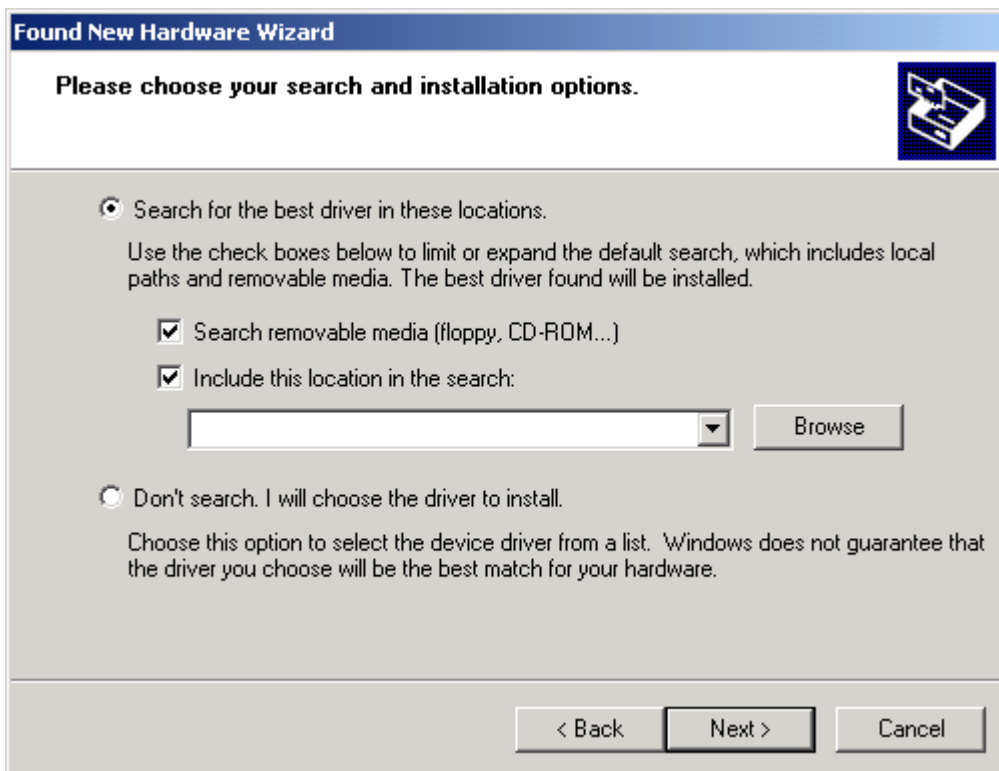 Found New Hardware Wizard
Please choose your search and installation options.
Search for the best driver in these locations.
Use the check boxes below to limit or expand the default search, which includes local
paths and removable media. The best driver found will be installed.
Search removable media (floppy, CD-ROM...)
Include this location in the search:
Browse
Don't search. I will choose the driver to install.
Choose this option to select the device driver from a list.  Windows does not guarantee that
the driver you choose will be the best match for your hardware.
< Back Next > Cancel